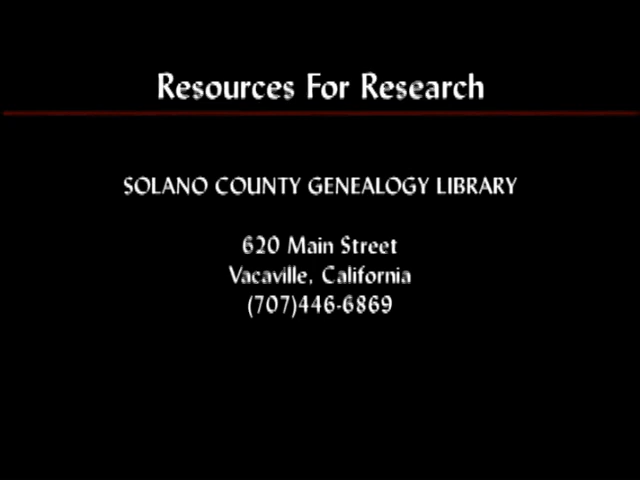 Resources For Research
SOLANO COUNTY GENEALOGY LIBRARY
620 Main Street
Vacaville, California
(707)446-6869